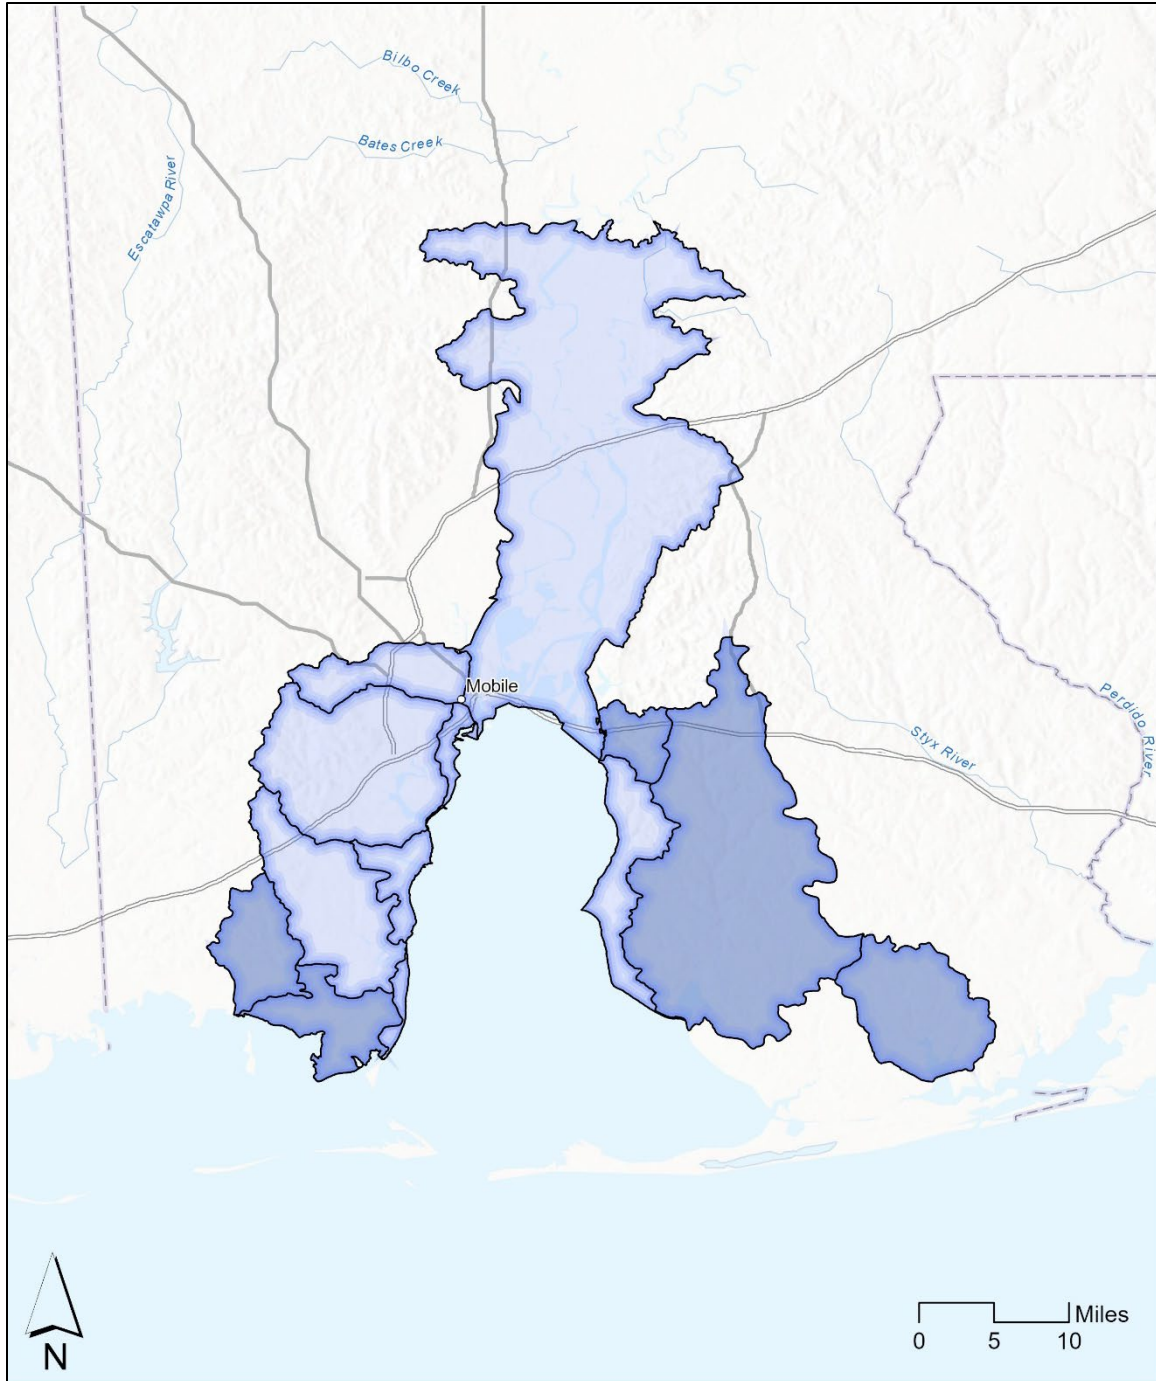 Bilbo Creek
Bates Creek
Escatawpa River
Mobile
Perdido River
Styx River
N
Miles
0 5 10